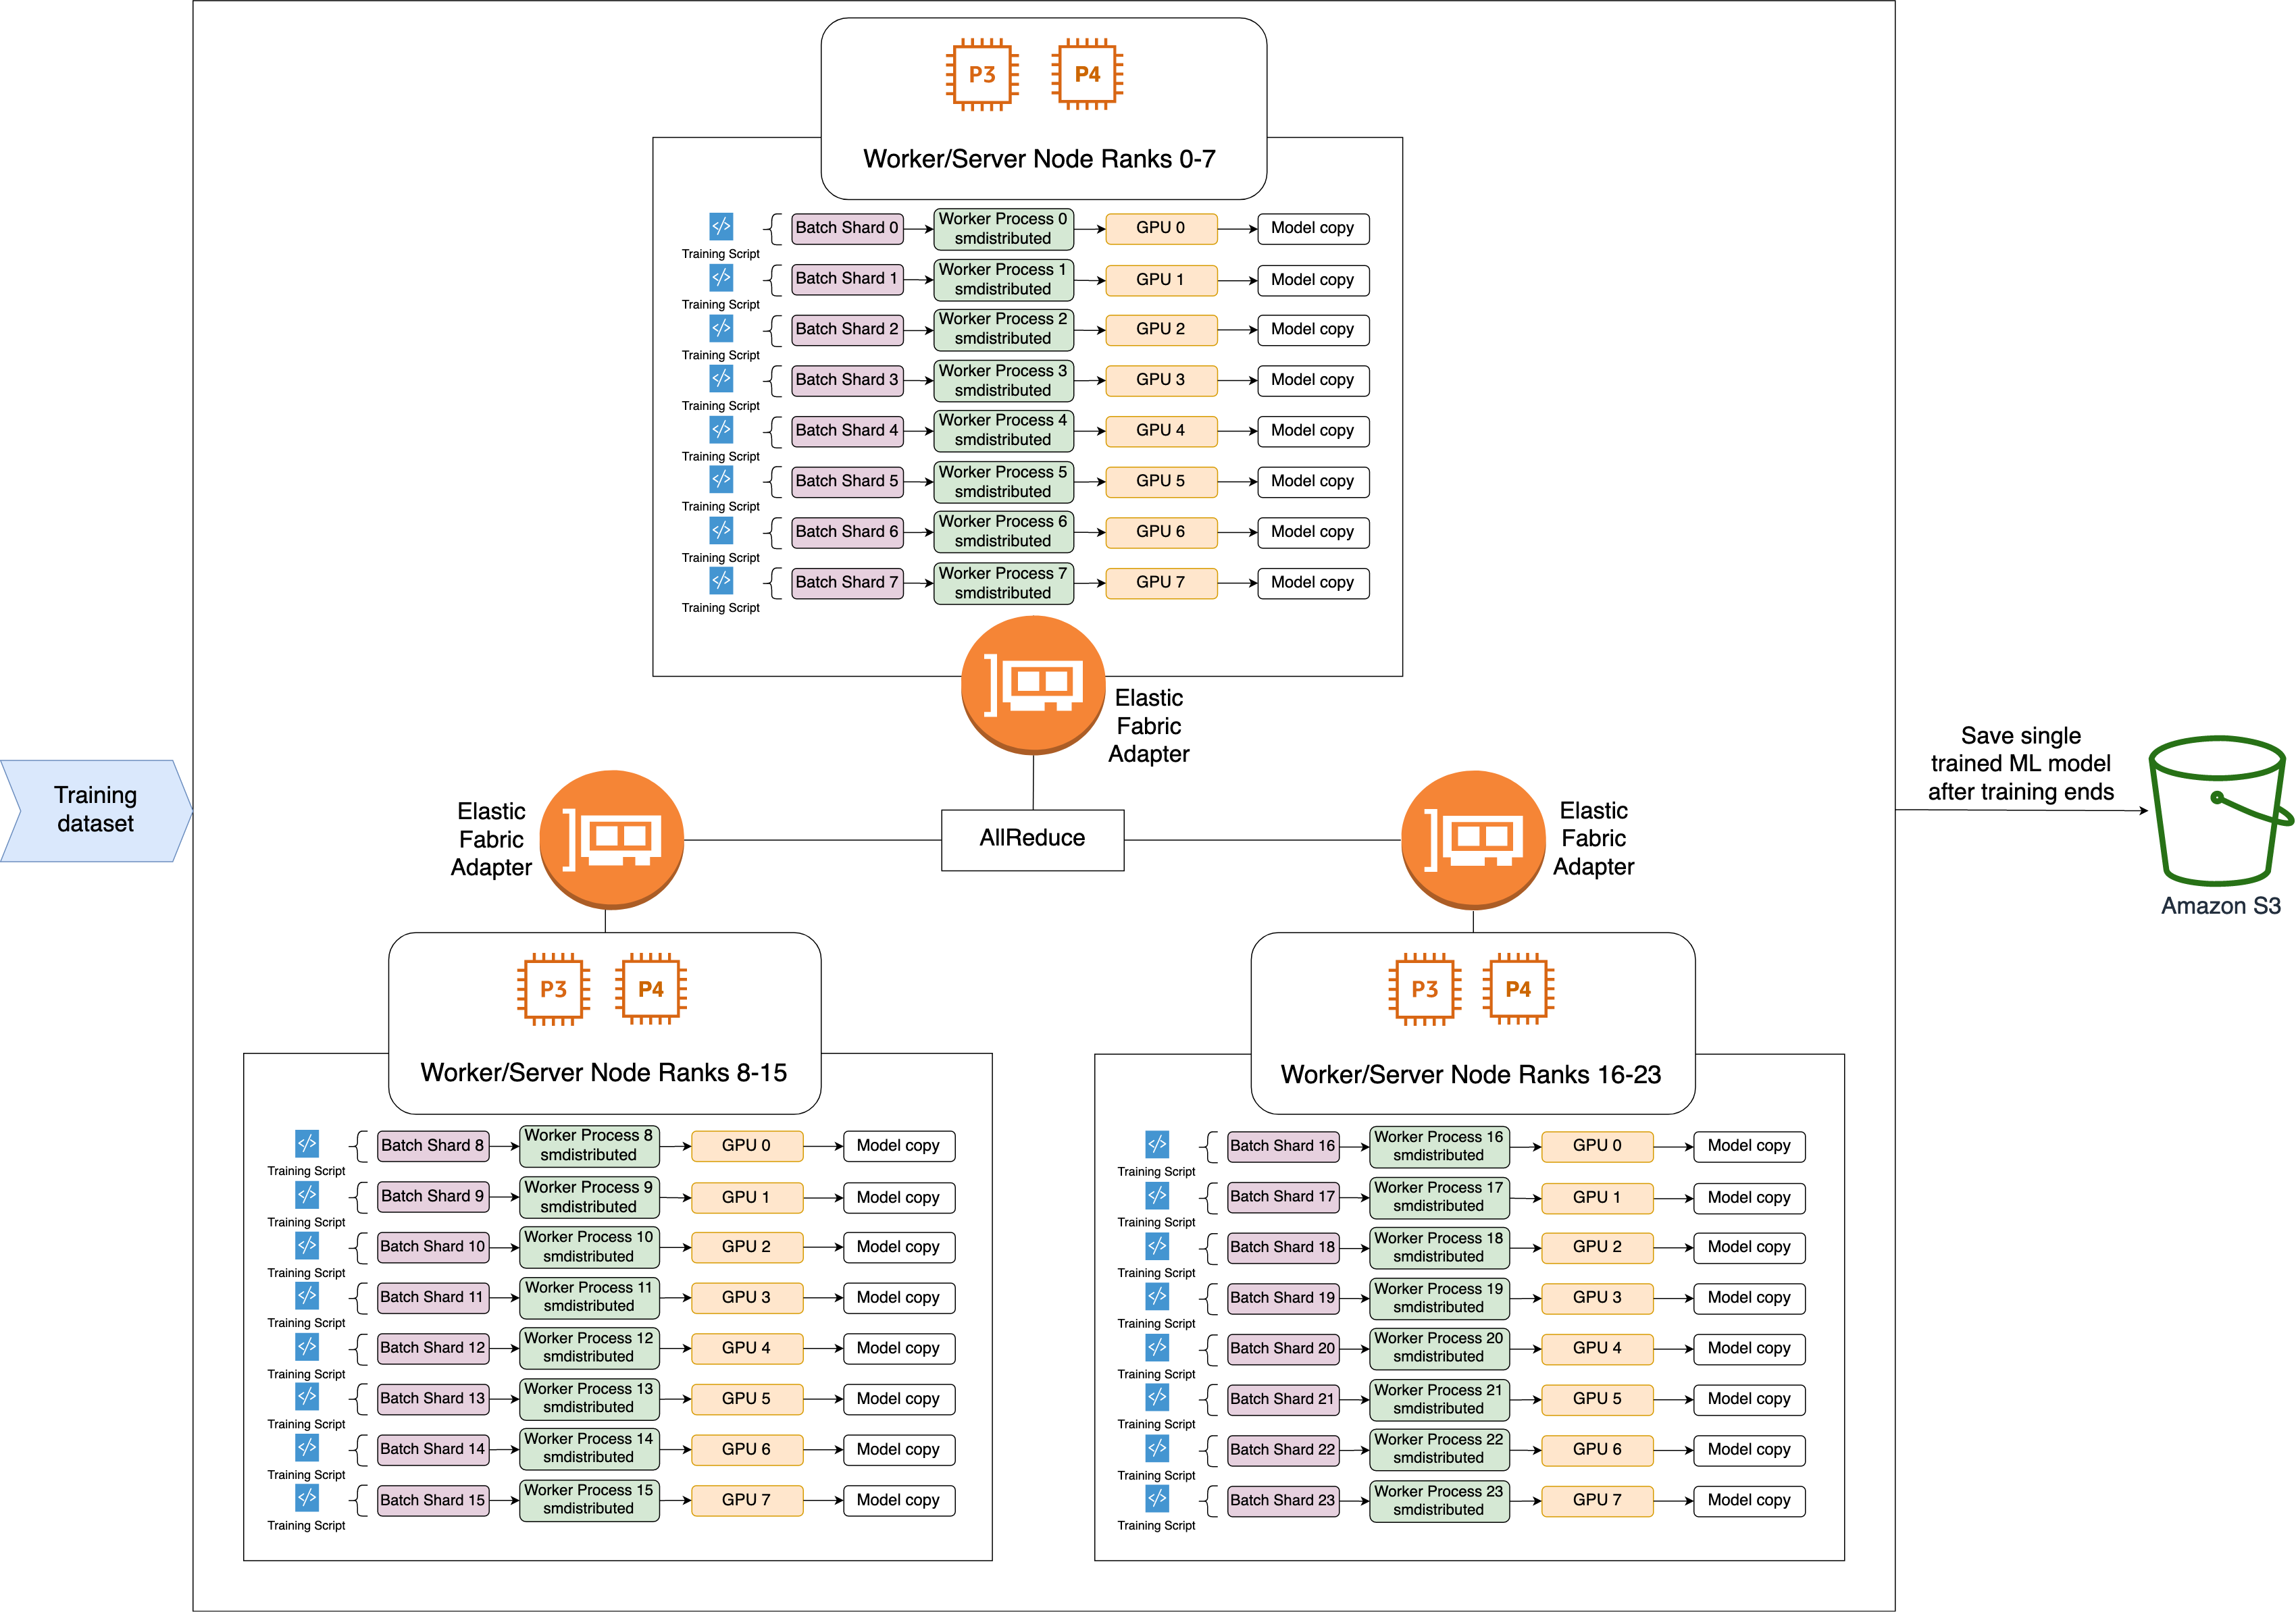 P3 P4
Worker/Server Node Ranks 0-7
Training Script
Batch Shard 0
Worker Process 0
smdistributed
GPU 0
Model copy
Training Script
Batch Shard 1
Worker Process 1
smdistributed
GPU 1
Model copy
Training Script
Batch Shard 2
Worker Process 2
smdistributed
GPU 2
Model copy
Training Script
Batch Shard 3
Worker Process 3
smdistributed
GPU 3
Model copy
Training Script
Batch Shard 4
Worker Process 4
smdistributed
GPU 4
Model copy
Training Script
Batch Shard 5
Worker Process 5
smdistributed
GPU 5
Model copy
Training Script
Batch Shard 6
Worker Process 6
smdistributed
GPU 6
Model copy
Training Script
Batch Shard 7
Worker Process 7
smdistributed
GPU 7
Model copy
Elastic
Fabric
Adapter
Training
dataset
Elastic
Fabric
Adapter
AllReduce
Elastic
Fabric
Adapter
Save single
trained ML model
after training ends
Amazon S3
P3 P4
Worker/Server Node Ranks 8-15
Training Script
Batch Shard 8
Worker Process 8
smdistributed
GPU 0
Model copy
Training Script
Batch Shard 9
Worker Process 9
smdistributed
GPU 1
Model copy
Training Script
Batch Shard 10
Worker Process 10
smdistributed
GPU 2
Model copy
Training Script
Batch Shard 11
Worker Process 11
smdistributed
GPU 3
Model copy
Training Script
Batch Shard 12
Worker Process 12
smdistributed
GPU 4
Model copy
Training Script
Batch Shard 13
Worker Process 13
smdistributed
GPU 5
Model copy
Training Script
Batch Shard 14
Worker Process 14
smdistributed
GPU 6
Model copy
Training Script
Batch Shard 15
Worker Process 15
smdistributed
GPU 7
Model copy
P3 P4
Worker/Server Node Ranks 16-23
Training Script
Batch Shard 16
Worker Process 16
smdistributed
GPU 0
Model copy
Training Script
Batch Shard 17
Worker Process 17
smdistributed
GPU 1
Model copy
Training Script
Batch Shard 18
Worker Process 18
smdistributed
GPU 2
Model copy
Training Script
Batch Shard 19
Worker Process 19
smdistributed
GPU 3
Model copy
Training Script
Batch Shard 20
Worker Process 20
smdistributed
GPU 4
Model copy
Training Script
Batch Shard 21
Worker Process 21
smdistributed
GPU 5
Model copy
Training Script
Batch Shard 22
Worker Process 22
smdistributed
GPU 6
Model copy
Training Script
Batch Shard 23
Worker Process 23
smdistributed
GPU 7
Model copy